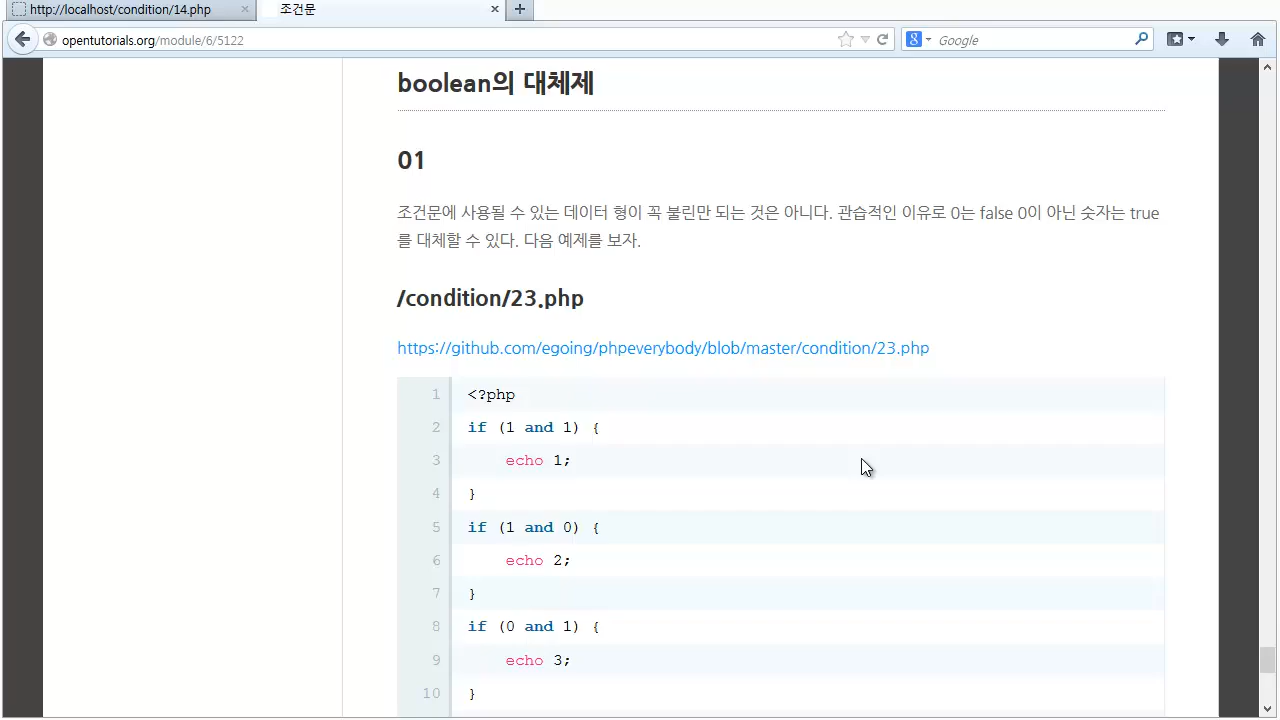 http://localhost/condition/14.php
조건문
opentutorials.org/module/6/5122
Google
boolean의 대체제
01
조건문에 사용될 수 있는 데이터 형이 꼭 불린만 되는 것은 아니다. 관습적인 이유로 0는 false 0이 아닌 숫자는 true
를 대체할 수 있다. 다음 예제를 보자.
/condition/23.php
https://github.com/egoing/phpeverybody/blob/master/condition/23.php
1 <?php
2 if (1 and 1) {
3 echo 1;
4 }
5 if (1 and 0) {
6 echo 2;
7 }
8 if (0 and 1) {
9 echo 3;
10 }